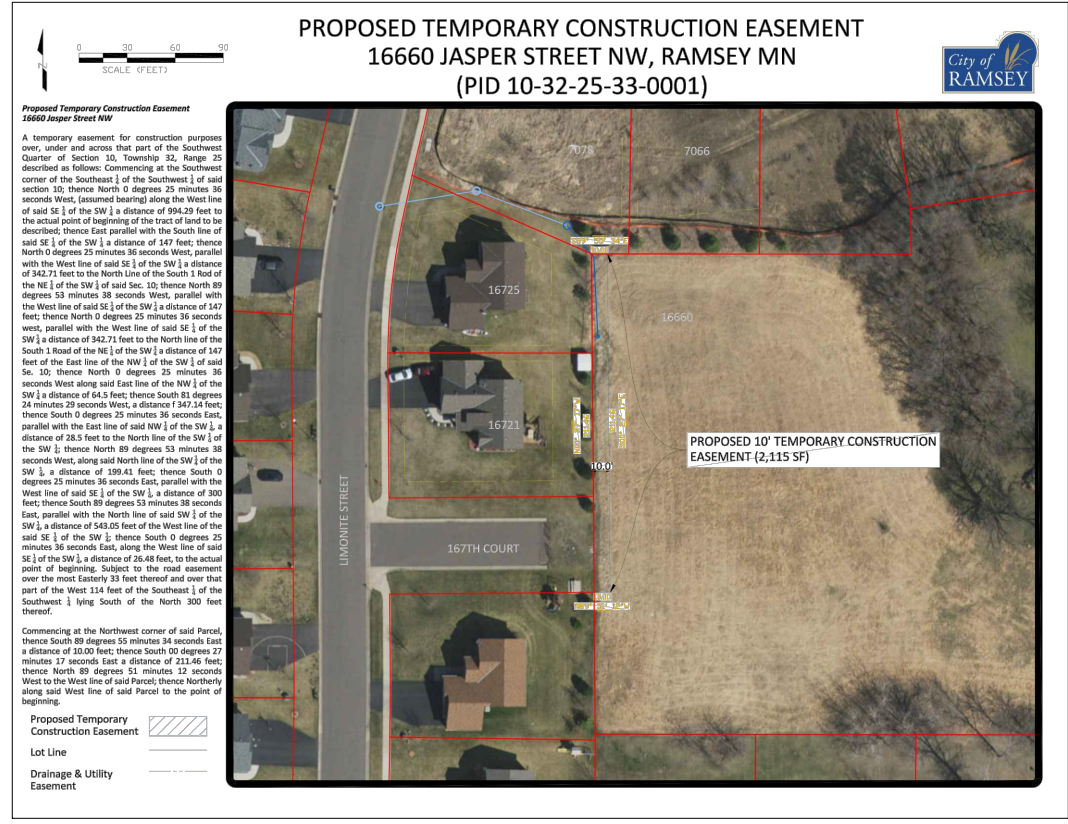 PROPOSED TEMPORARY CONSTRUCTION EASEMENT
16660 JASPER STREET NW, RAMSEY MN
(PID 10-32-25-33-0001)
N
0 30 60 90
SCALE (FEET)
City of
RAMSEY
Proposed Temporary Construction Easement
16660 Jasper Street NW
A temporary easement for construction purposes
over, under and across that part of the Southwest
Quarter of Section 10, Township 32, Range 25
described as follows: Commencing at the Southwest
corner of the Southeast ¼ of the Southwest ¼ of said
section 10; thence North 0 degrees 25 minutes 36
seconds West, (assumed bearing) along the West line
of said SE ¼ of the SW ¼ a distance of 994.29 feet to
the actual point of beginning of the tract of land to be
described; thence East parallel with the South line of
said SE ¼ of the SW ¼ a distance of 147 feet; thence
North 0 degrees 25 minutes 36 seconds West, parallel
with the West line of said SE ¼ of the SW ¼ a distance
of 342.71 feet to the North Line of the South 1 Rod of
the NE ¼ of the SW ¼ of said Sec. 10; thence North 89
degrees 53 minutes 38 seconds West, parallel with
the West line of said SE ¼ of the SW ¼ a distance of 147
feet; thence North 0 degrees 25 minutes 36 seconds
west, parallel with the West line of said SE ¼ of the
SW ¼ a distance of 342.71 feet to the North line of the
South 1 Road of the NE ¼ of the SW ¼ a distance of 147
feet of the East line of the NW ¼ of the SW ¼ of said
Se. 10; thence North 0 degrees 25 minutes 36
seconds West along said East line of the NW ¼ of the
SW ¼ a distance of 64.5 feet; thence South 81 degrees
24 minutes 29 seconds West, a distance f 347.14 feet;
thence South 0 degrees 25 minutes 36 seconds East,
parallel with the East line of said NW ¼ of the SW ¼, a
distance of 28.5 feet to the North line of the SW ¼ of
the SW ¼; thence North 89 degrees 53 minutes 38
seconds West, along said North line of the SW ¼ of the
SW ¼, a distance of 199.41 feet; thence South 0
degrees 25 minutes 36 seconds East, parallel with the
West line of said SE ¼ of the SW ¼, a distance of 300
feet; thence South 89 degrees 53 minutes 38 seconds
East, parallel with the North line of said SW ¼ of the
SW ¼, a distance of 543.05 feet of the West line of the
said SE ¼ of the SW ¼; thence South 0 degrees 25
minutes 36 seconds East, along the West line of said
SE ¼ of the SW ¼, a distance of 26.48 feet, to the actual
point of beginning. Subject to the road easement
over the most Easterly 33 feet thereof and over that
part of the West 114 feet of the Southeast ¼ of the
Southwest ¼ lying South of the North 300 feet
thereof.
Commencing at the Northwest corner of said Parcel,
thence South 89 degrees 55 minutes 34 seconds East
a distance of 10.00 feet; thence South 00 degrees 27
minutes 17 seconds East a distance of 211.46 feet;
thence North 89 degrees 51 minutes 12 seconds
West to the West line of said Parcel; thence Northerly
along said West line of said Parcel to the point of
beginning.
Proposed Temporary
Construction Easement
Lot Line
Drainage & Utility
Easement
7078
7066
16725
16660
16721
PROPOSED 10' TEMPORARY CONSTRUCTION
EASEMENT (2,115 SF)
10.0
LIMONITE STREET
167TH COURT